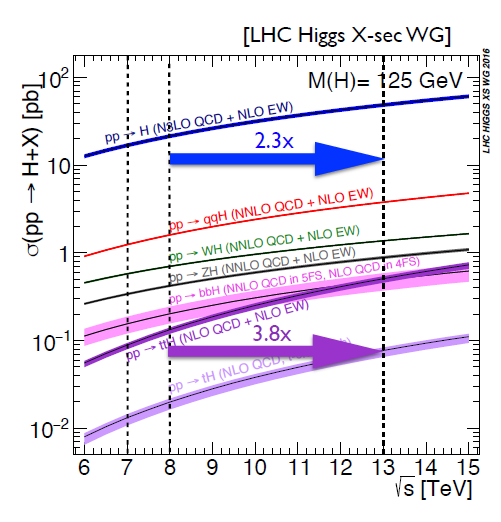 [LHC Higgs X-sec WG]
LHC HIGGS XS WG 2016
M(H)= 125 GeV
σ(pp → H+X) [pb]
10²
10
1
10⁻¹
10⁻²
pp → H (N3LO QCD + NLO EW)
2.3x
pp → qqH (NNLO QCD + NLO EW)
pp → WH (NNLO QCD + NLO EW)
pp → ZH (NNLO QCD + NLO EW)
pp → bbH (NNLO QCD in 5FS, NLO QCD in 4FS)
pp → ttH (NLO QCD + NLO EW)
3.8x
pp → tH (NLO QCD,
6 7 8 9 10 11 12 13 14 15
√s [TeV]